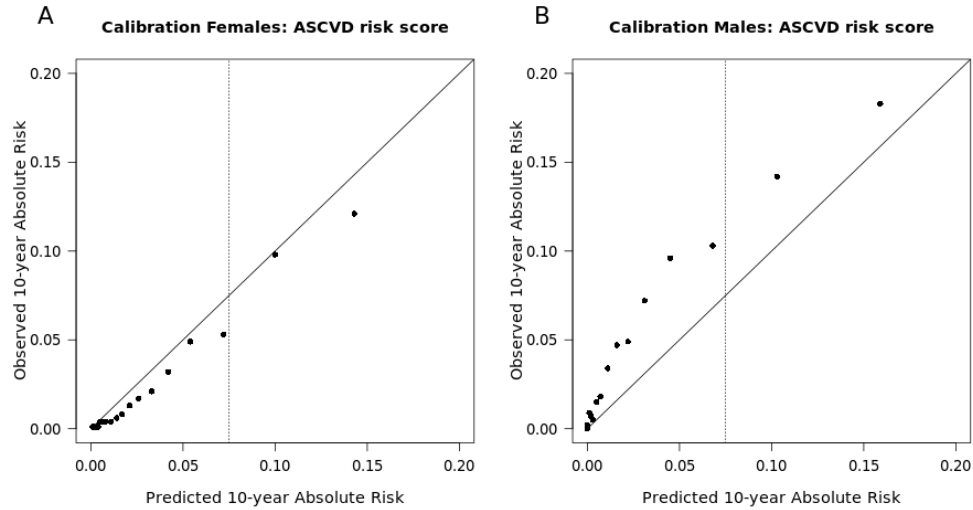 A
Calibration Females: ASCVD risk score
Observed 10-year Absolute Risk
0.20
0.15
0.10
0.05
0.00
0.00 0.05 0.10 0.15 0.20
Predicted 10-year Absolute Risk
B
Calibration Males: ASCVD risk score
Observed 10-year Absolute Risk
0.20
0.15
0.10
0.05
0.00
0.00 0.05 0.10 0.15 0.20
Predicted 10-year Absolute Risk